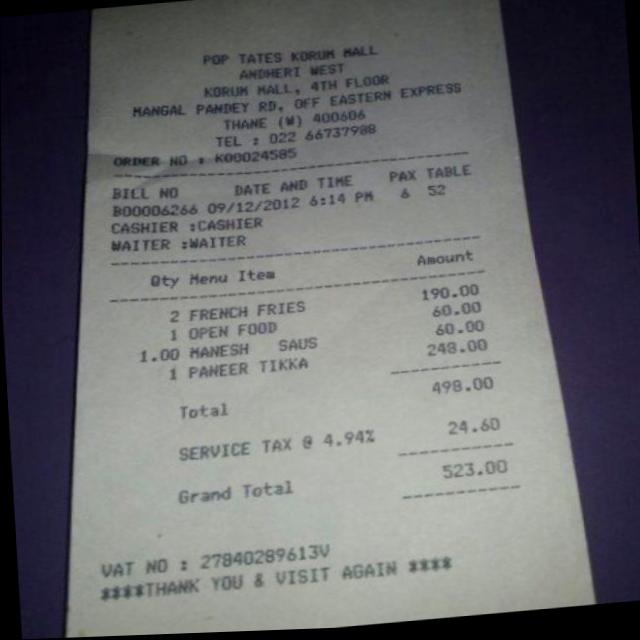 POP TATES KORUM MALL
ANDHERI WEST
KORUM MALL, 4TH FLOOR
MANGAL PANDEY RD, OFF EASTERN EXPRESS
THANE (W) 400606
TEL : 022 66737988
ORDER NO : K00024585
BILL NO DATE AND TIME PAX TABLE
B00006266 09/12/2012 6:14 PM 6 52
CASHIER :CASHIER
WAITER :WAITER
Qty Menu Item Amount
2 FRENCH FRIES 190.00
1 OPEN FOOD 60.00
1.00 MANESH SAUS 60.00
1 PANEER TIKKA 248.00
Total 498.00
SERVICE TAX @ 4.94% 24.60
Grand Total 523.00
VAT NO : 27840289613V
****THANK YOU & VISIT AGAIN ****